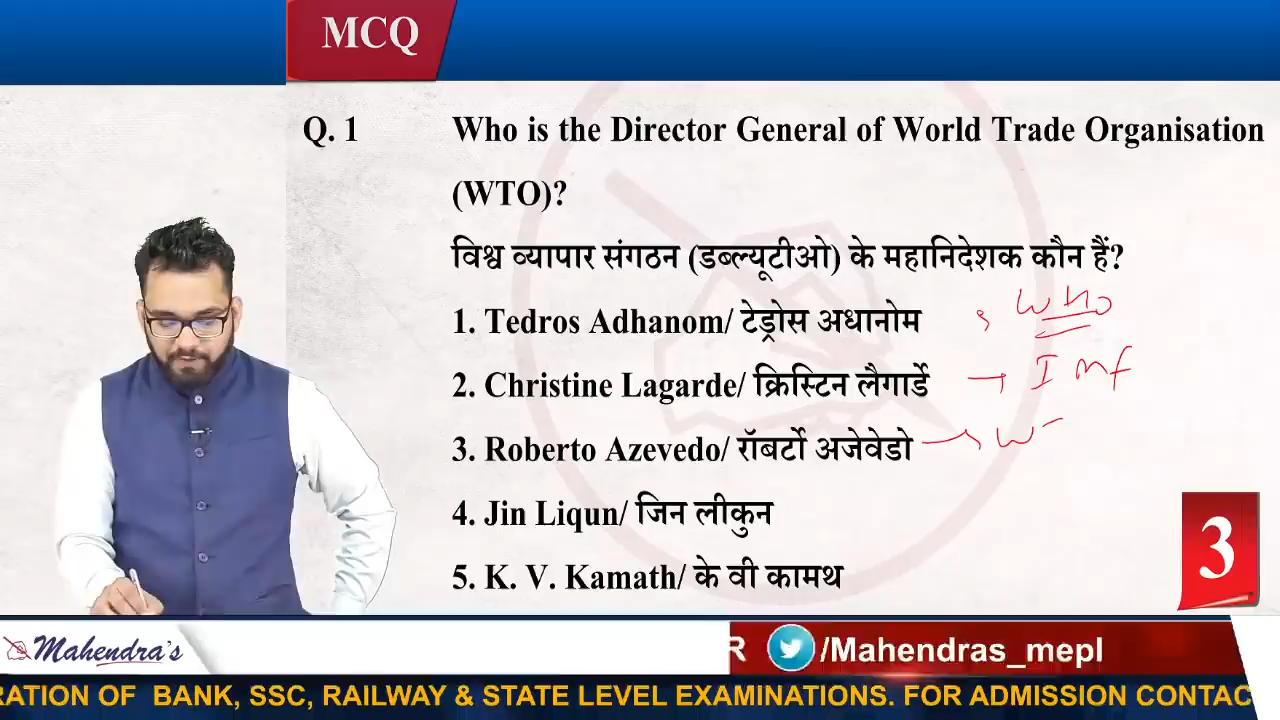 MCQ
Q. 1 Who is the Director General of World Trade Organisation
(WTO)?
विश्व व्यापार संगठन (डब्ल्यूटीओ) के महानिदेशक कौन हैं?
1. Tedros Adhanom/ टेड्रोस अधानोम WHO
2. Christine Lagarde/ क्रिस्टिन लैगार्डे → IMF
3. Roberto Azevedo/ रॉबर्टो अजेवेडो → W
4. Jin Liqun/ जिन लीकुन
5. K. V. Kamath/ के वी कामथ
3
Mahendra's
R /Mahendras_mepl
RATION OF BANK, SSC, RAILWAY & STATE LEVEL EXAMINATIONS. FOR ADMISSION CONTAC